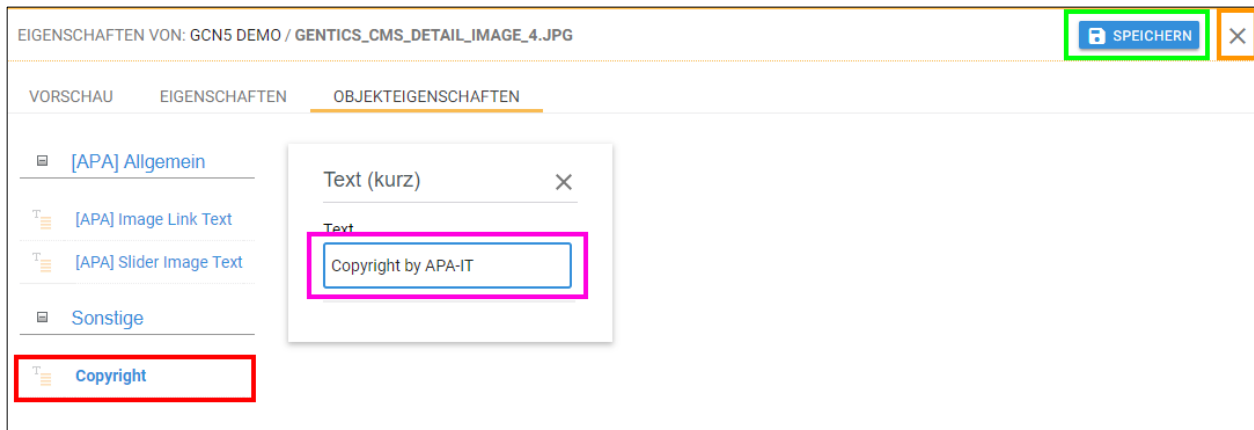 EIGENSCHAFTEN VON: GCN5 DEMO / GENTICS_CMS_DETAIL_IMAGE_4.JPG
SPEICHERN
VORSCHAU EIGENSCHAFTEN OBJEKTEIGENSCHAFTEN
[APA] Allgemein
[APA] Image Link Text
[APA] Slider Image Text
Sonstige
Copyright
Text (kurz)
Text
Copyright by APA-IT